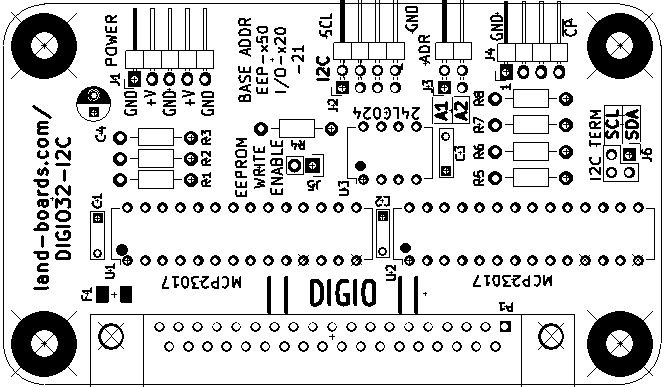 POWER
J1
GND
+V
GND
+V
GND
BASE ADDR
EEP-x50
I/O-x20
-21
SCL
GND
I2C
J2
ADR
J3
A1
A2
GND
CP
J4
1
24LC024
U3
C3
R8
R7
R6
R5
I2C TERM
SCL
SDA
J6
C4
R3
R2
R1
R4
EEPROM
WRITE
ENABLE
J5
land-boards.com/
DIGIO32-I2C
C1
U1
MCP23017
C2
U2
MCP23017
F1
DIGIO
P1